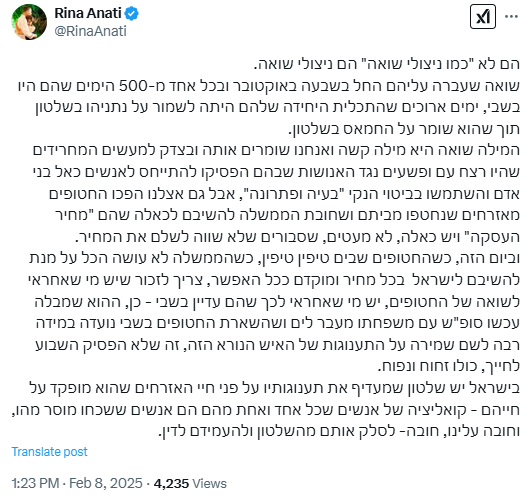 Rina Anati
@RinaAnati
הם לא "כמו ניצולי שואה" הם ניצולי שואה.
שואה שעברה עליהם החל בשבעה באוקטובר ובכל אחד מ-500 הימים שהם היו
בשבי, ימים ארוכים שהתכלית היחידה שלהם היתה לשמור על נתניהו בשלטון
תוך שהוא שומר על החמאס בשלטון.
המילה שואה היא מילה קשה ואנחנו שומרים אותה ובצדק למעשים המחרידים
שהיו רצח עם ופשעים נגד האנושות שבהם הפסיקו להתייחס לאנשים כאל בני
אדם והשתמשו בביטוי הנקי "בעיה ופתרונה", אבל גם אצלנו הפכו החטופים
מאזרחים שנחטפו מביתם ושחובת הממשלה להשיבם לכאלה שהם "מחיר
העסקה" ויש כאלה, לא מעטים, שסבורים שלא שווה לשלם את המחיר.
וביום הזה, כשהחטופים שבים טיפין טיפין, כשהממשלה לא עושה הכל על מנת
להשיבם לישראל בכל מחיר ומוקדם ככל האפשר, צריך לזכור שיש מי שאחראי
לשואה של החטופים, יש מי שאחראי לכך שהם עדיין בשבי - כן, ההוא שמבלה
עכשו סופ"ש עם משפחתו מעבר לים ושהשארת החטופים בשבי נועדה במידה
רבה לשם שמירה על התענוגות של האיש הנורא הזה, זה שלא הפסיק השבוע
לחייך, כולו זחוח ונפוח.
בישראל יש שלטון שמעדיף את תענוגותיו על פני חיי האזרחים שהוא מופקד על
חייהם - קואליציה של אנשים שכל אחד ואחת מהם הם אנשים ששכחו מוסר מהו,
וחובה עלינו, חובה- לסלק אותם מהשלטון ולהעמידם לדין.
Translate post
1:23 PM · Feb 8, 2025 · 4,235 Views